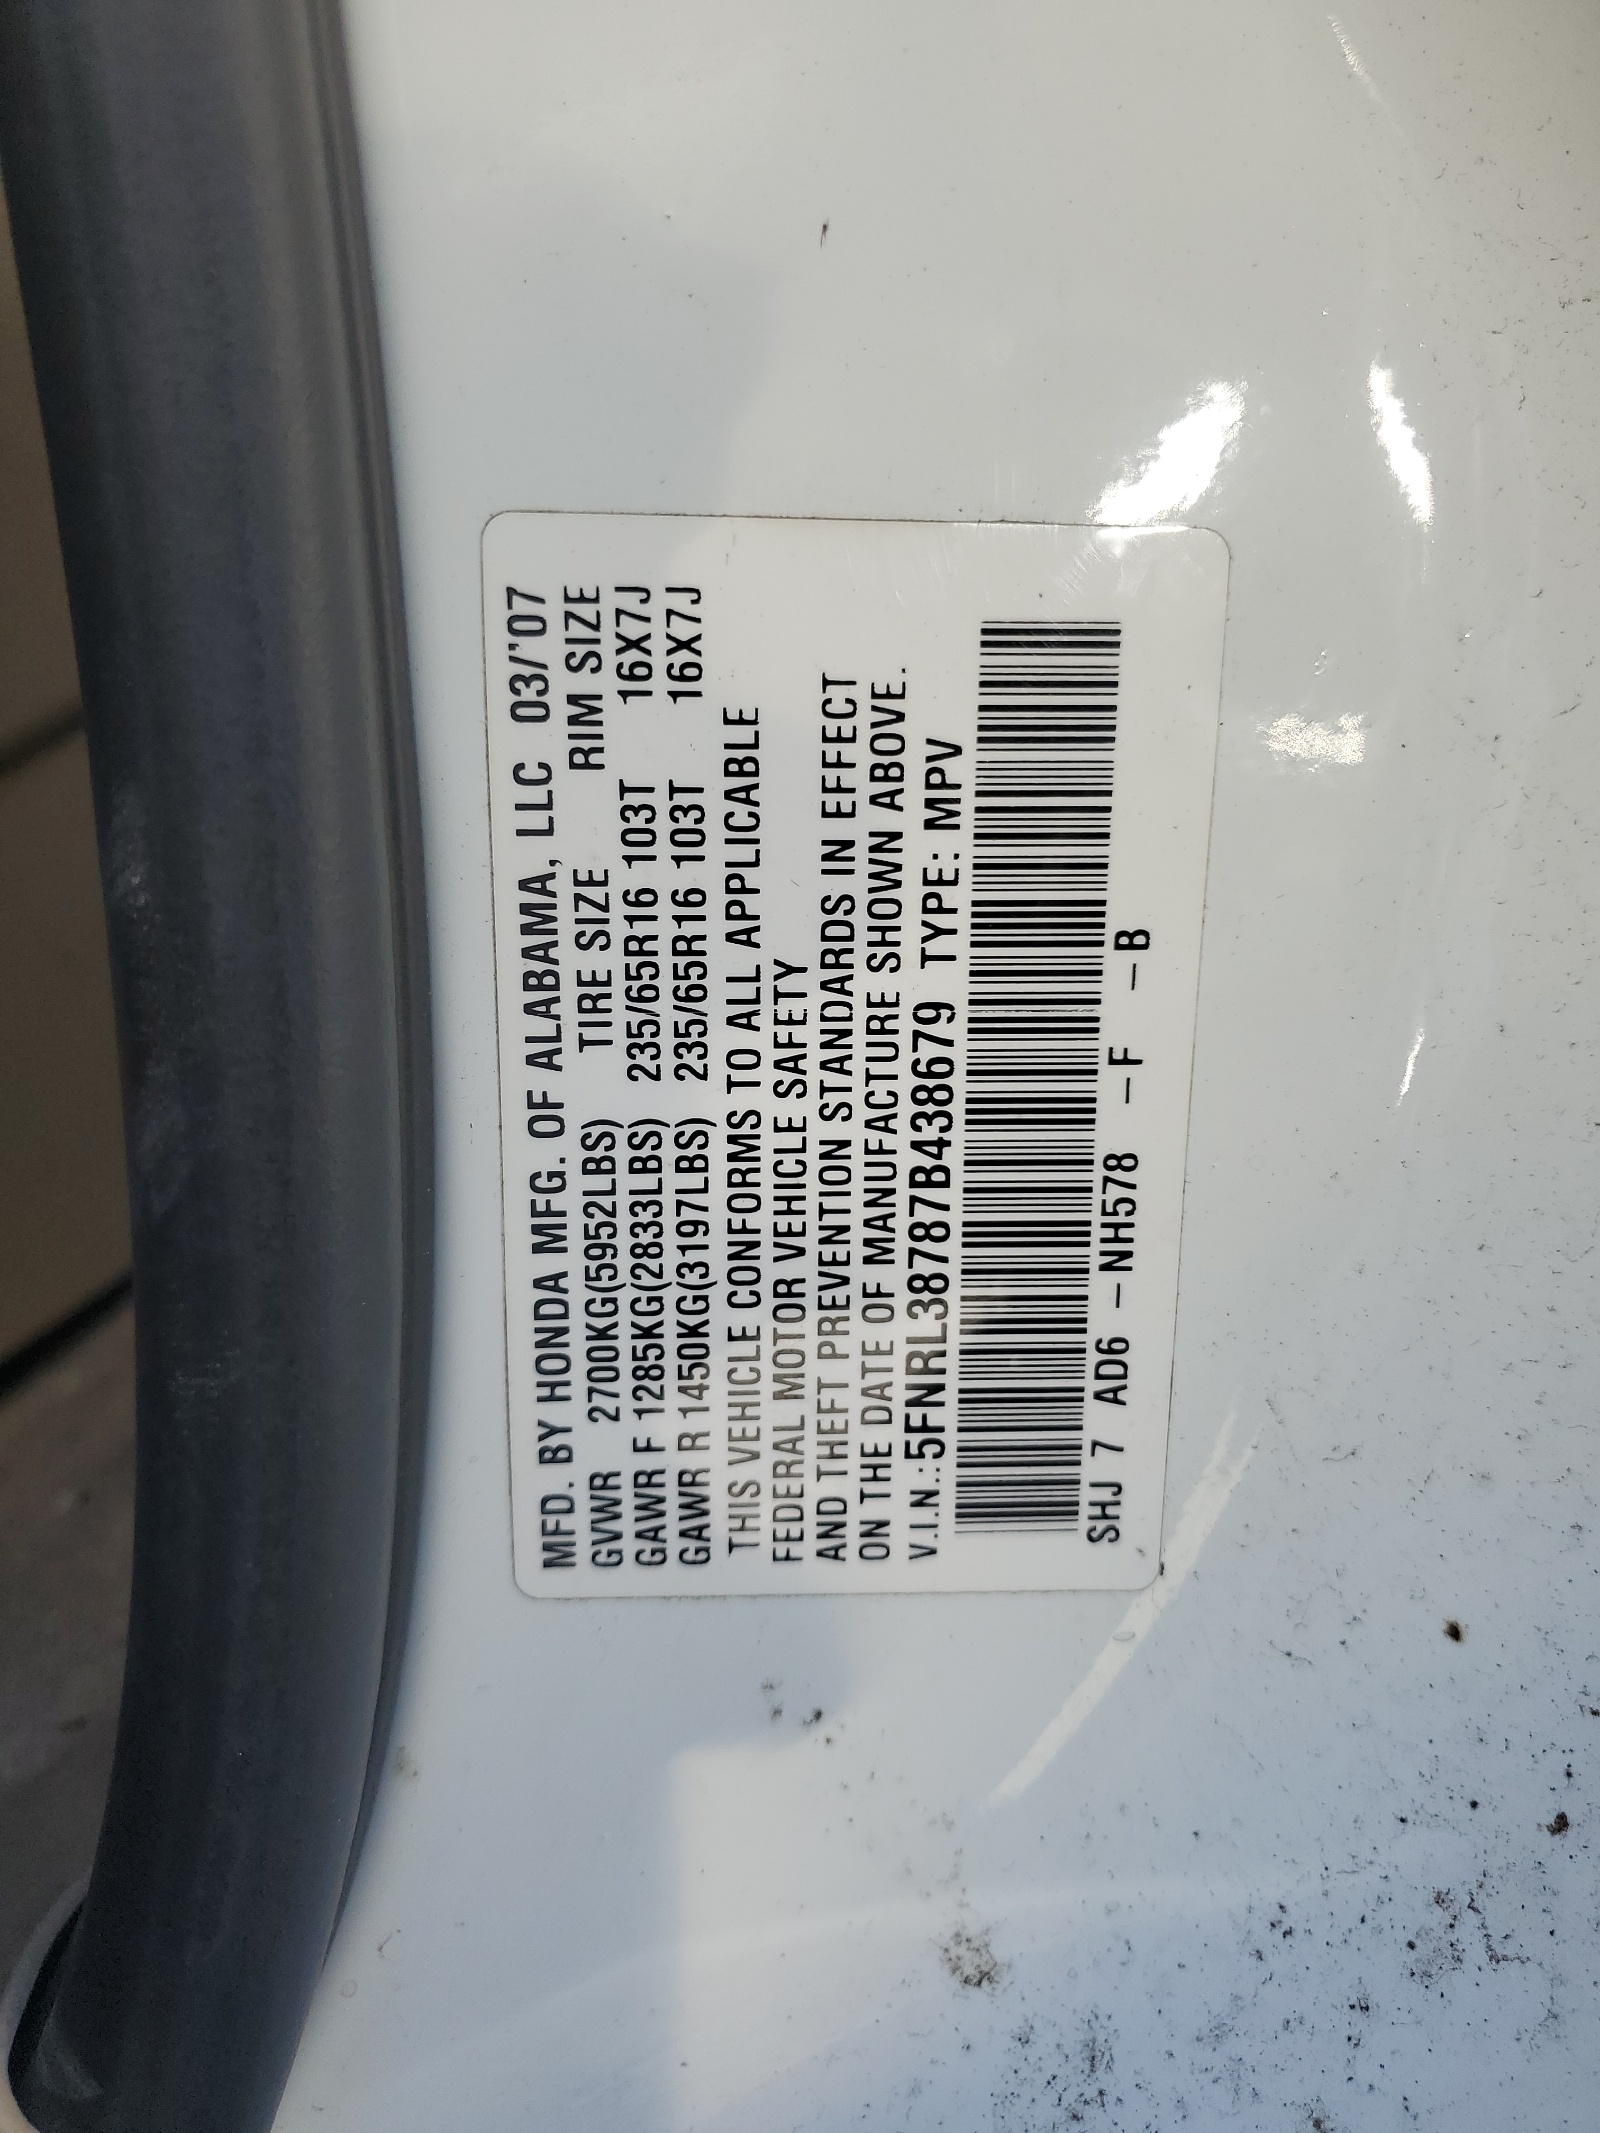 MFD. BY HONDA MFG. OF ALABAMA, LLC 03/'07
GVWR 2700KG(5952LBS) TIRE SIZE RIM SIZE
GAWR F 1285KG(2833LBS) 235/65R16 103T 16X7J
GAWR R 1450KG(3197LBS) 235/65R16 103T 16X7J
THIS VEHICLE CONFORMS TO ALL APPLICABLE
FEDERAL MOTOR VEHICLE SAFETY
AND THEFT PREVENTION STANDARDS IN EFFECT
ON THE DATE OF MANUFACTURE SHOWN ABOVE.
V.I.N.:5FNRL38787B438679 TYPE: MPV
SHJ 7 AD6 –NH578 –F –B